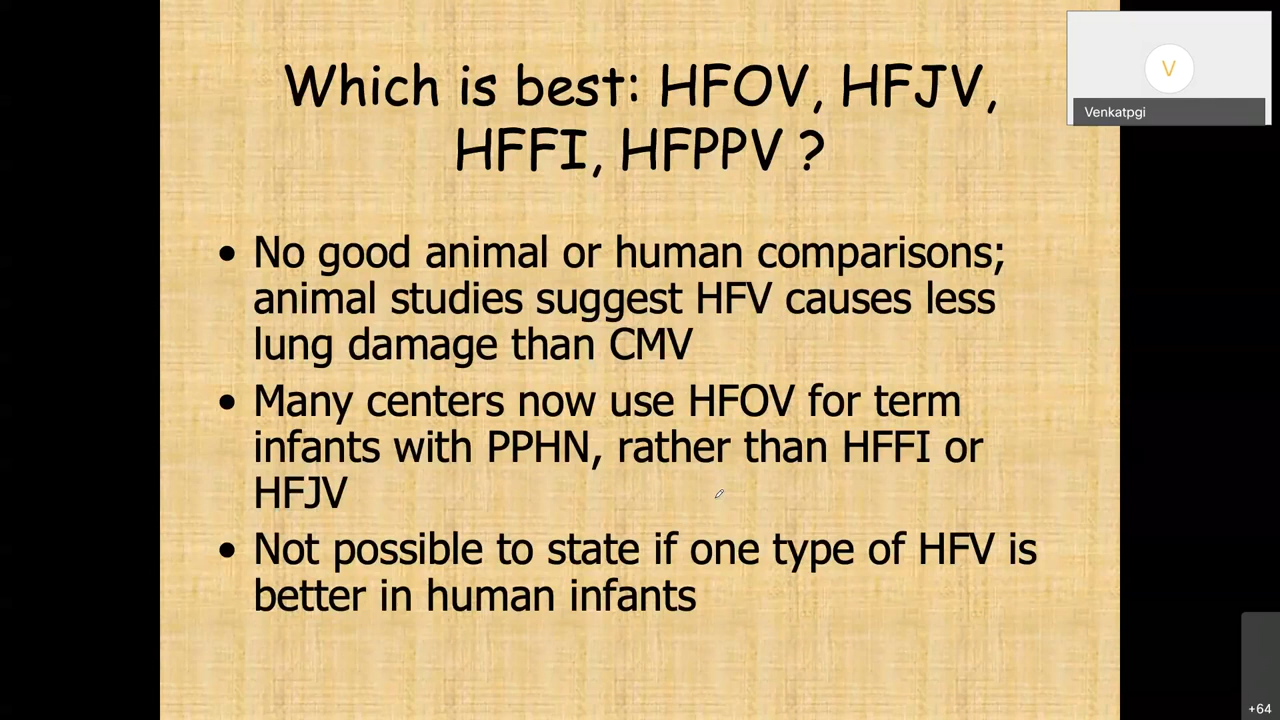 Which is best: HFOV, HFJV,
HFFI, HFPPV ?
• No good animal or human comparisons;
animal studies suggest HFV causes less
lung damage than CMV
• Many centers now use HFOV for term
infants with PPHN, rather than HFFI or
HFJV
• Not possible to state if one type of HFV is
better in human infants
V
Venkatpgi
+64